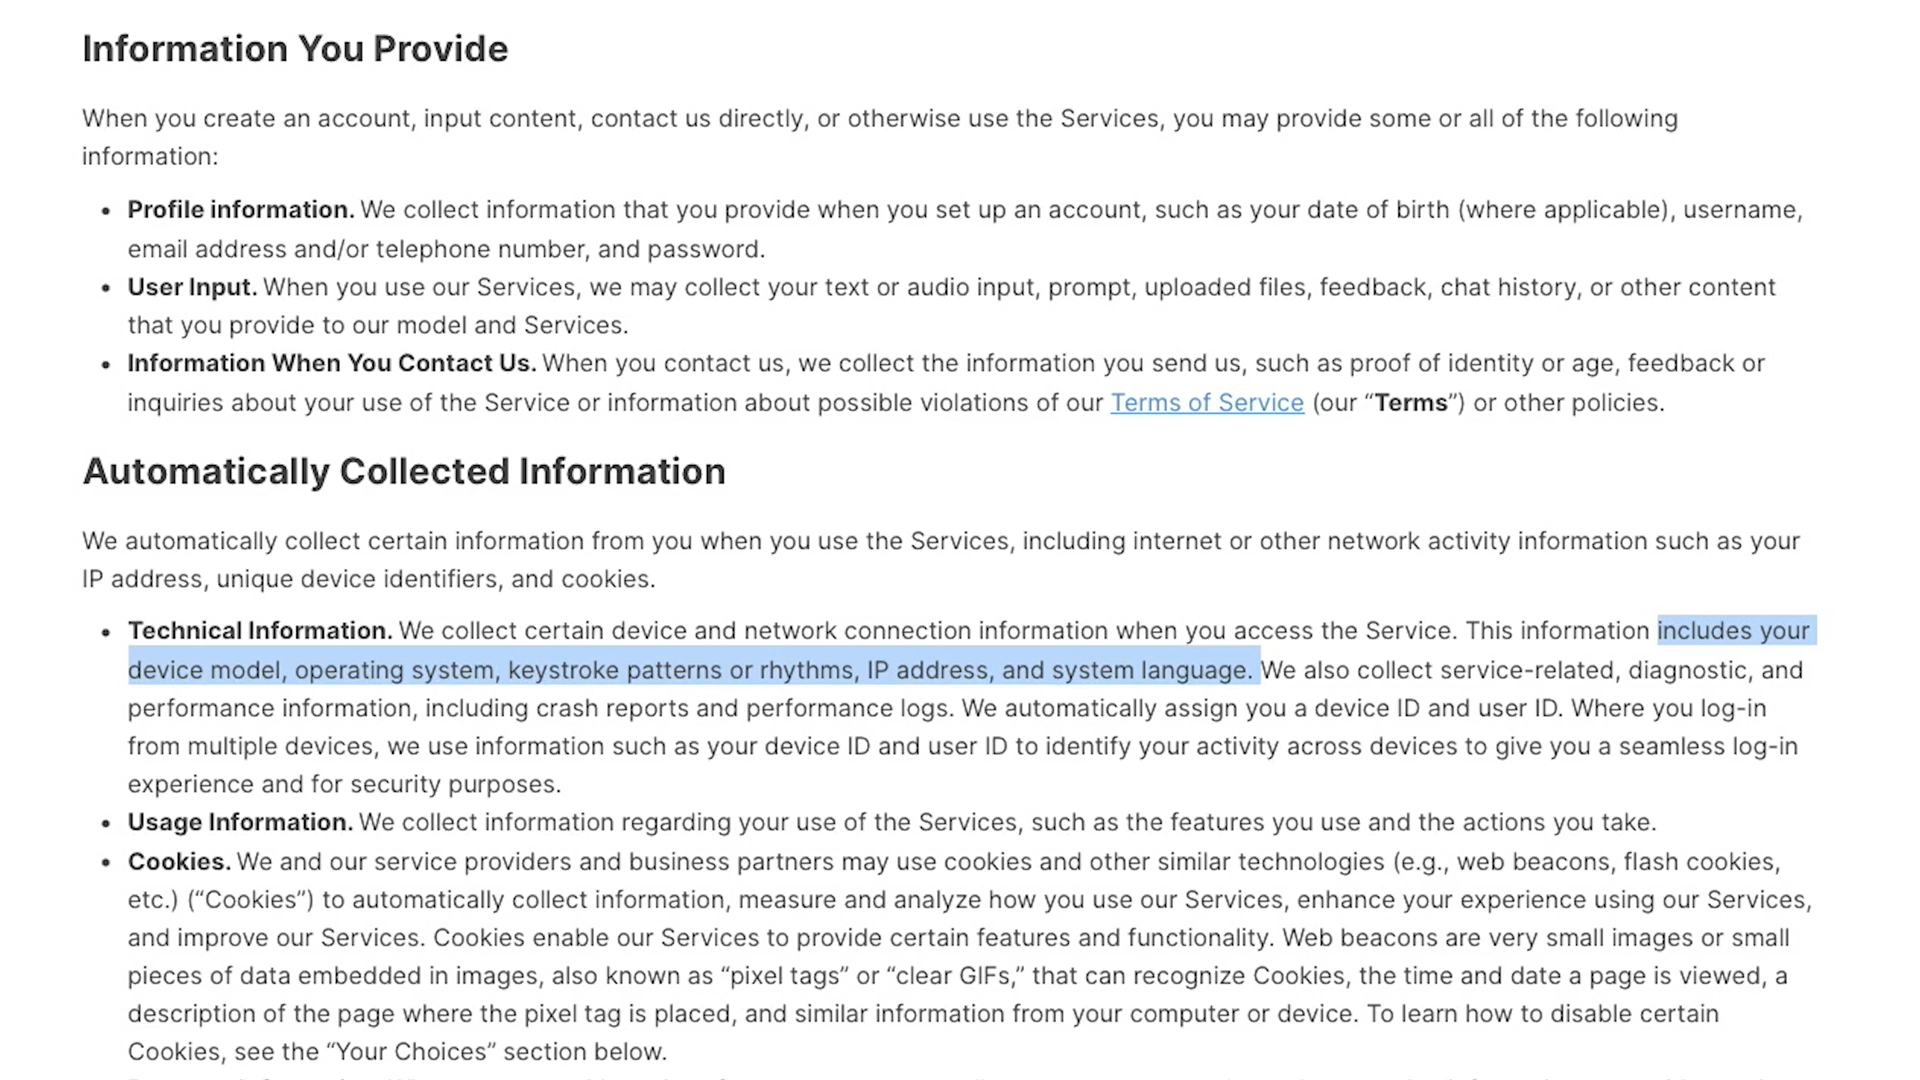 Information You Provide
When you create an account, input content, contact us directly, or otherwise use the Services, you may provide some or all of the following
information:
• Profile information. We collect information that you provide when you set up an account, such as your date of birth (where applicable), username,
email address and/or telephone number, and password.
• User Input. When you use our Services, we may collect your text or audio input, prompt, uploaded files, feedback, chat history, or other content
that you provide to our model and Services.
• Information When You Contact Us. When you contact us, we collect the information you send us, such as proof of identity or age, feedback or
inquiries about your use of the Service or information about possible violations of our Terms of Service (our “Terms”) or other policies.
Automatically Collected Information
We automatically collect certain information from you when you use the Services, including internet or other network activity information such as your
IP address, unique device identifiers, and cookies.
• Technical Information. We collect certain device and network connection information when you access the Service. This information includes your
device model, operating system, keystroke patterns or rhythms, IP address, and system language. We also collect service-related, diagnostic, and
performance information, including crash reports and performance logs. We automatically assign you a device ID and user ID. Where you log-in
from multiple devices, we use information such as your device ID and user ID to identify your activity across devices to give you a seamless log-in
experience and for security purposes.
• Usage Information. We collect information regarding your use of the Services, such as the features you use and the actions you take.
• Cookies. We and our service providers and business partners may use cookies and other similar technologies (e.g., web beacons, flash cookies,
etc.) (“Cookies”) to automatically collect information, measure and analyze how you use our Services, enhance your experience using our Services,
and improve our Services. Cookies enable our Services to provide certain features and functionality. Web beacons are very small images or small
pieces of data embedded in images, also known as “pixel tags” or “clear GIFs,” that can recognize Cookies, the time and date a page is viewed, a
description of the page where the pixel tag is placed, and similar information from your computer or device. To learn how to disable certain
Cookies, see the “Your Choices” section below.